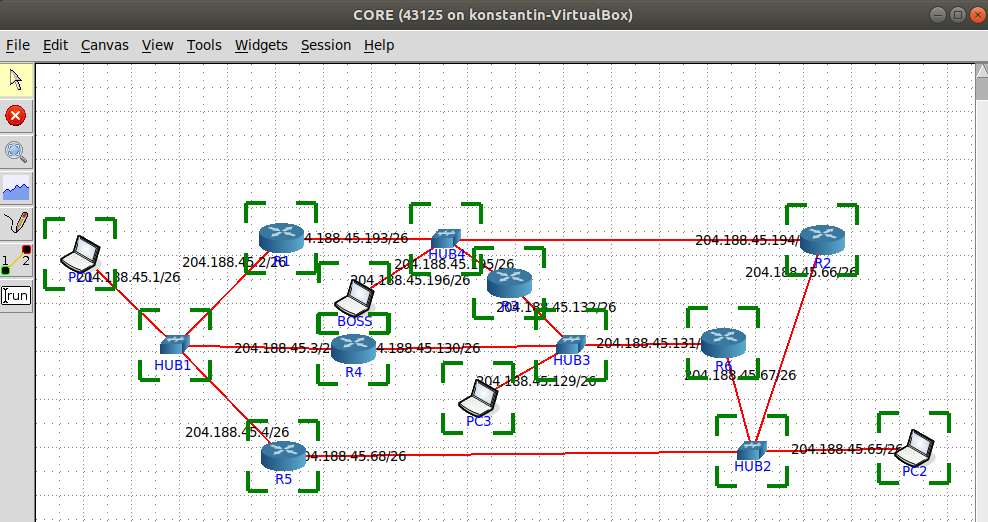 CORE (43125 on konstantin-VirtualBox)
File Edit Canvas View Tools Widgets Session Help
1 2
run
4.188.45.193/26
204.188.45.194/
HUB4
R1
R2
204.188.45.2/26
204.188.45.195/26
204.188.45.66/26
204.188.45.1/26
204.188.45.196/26
R3
204.188.45.132/26
BOSS
HUB1
204.188.45.3/2
4.188.45.130/26
204.188.45.131/
HUB3
R6
R4
204.188.45.67/26
204.188.45.129/26
PC3
204.188.45.4/26
R5
04.188.45.68/26
204.188.45.65/26
HUB2
PC2